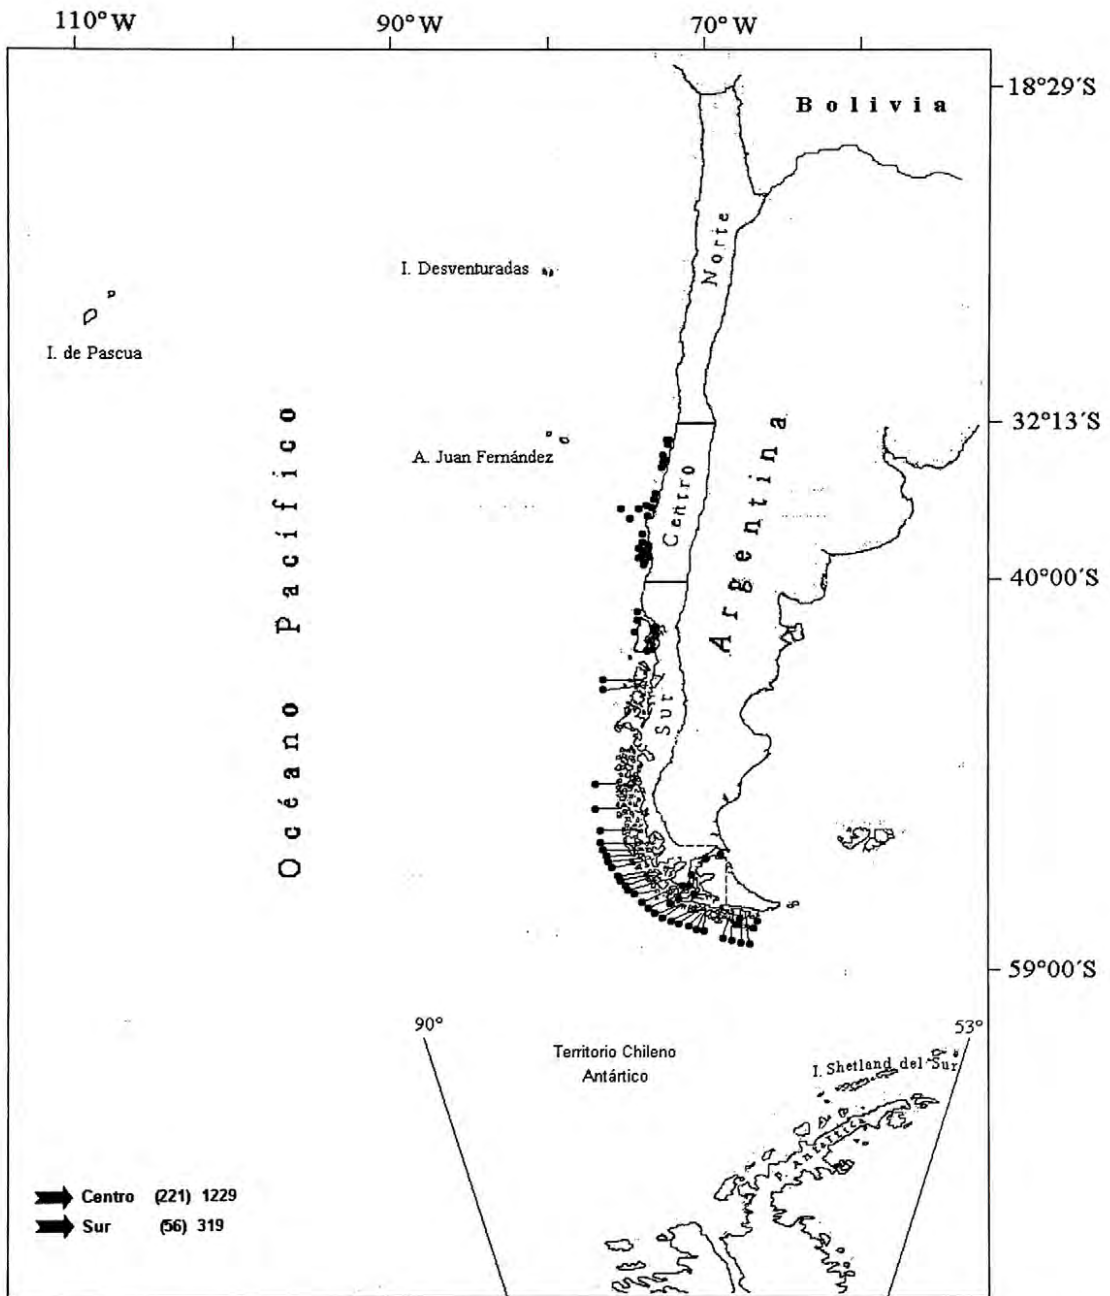 110°W 90°W 70°W
18°29´S
Bolivia
Norte
I. Desventuradas
I. de Pascua
32°13´S
A. Juan Fernández
Centro
Argentina
Océano Pacífico
40°00´S
Sur
59°00´S
90° 53°
Territorio Chileno
Antártico
I. Shetland del Sur
P. Antártica
Centro (221) 1229
Sur (56) 319